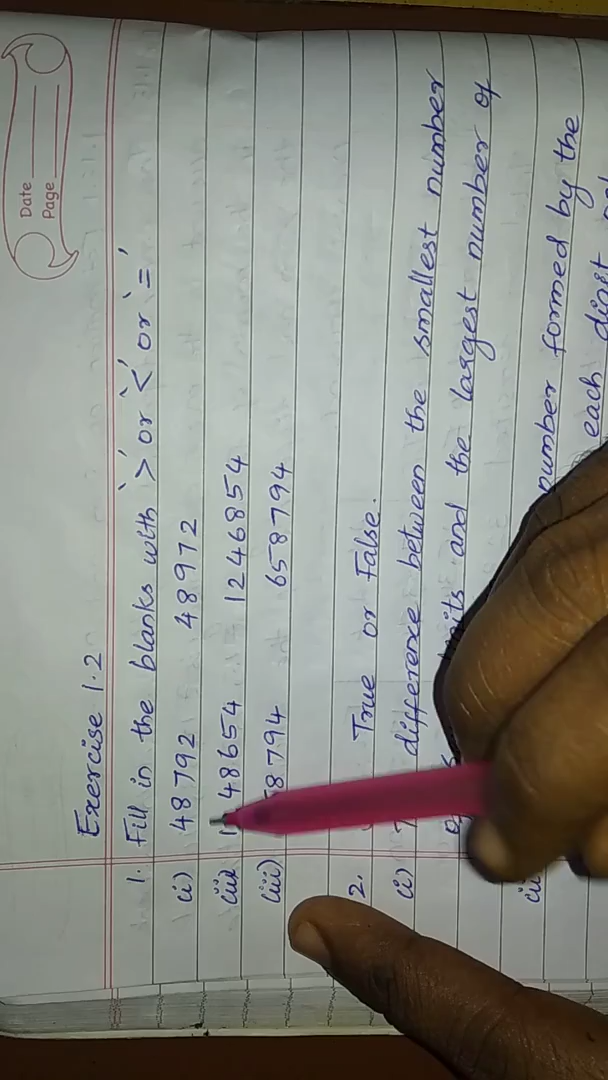 Date
Page
Exercise 1.2
1. Fill in the blanks with '>' or '<' or '='
(i) 48792 48972
(ii) 48654 1246854
(iii) 58794 658794
2. True or False.
(i) difference between the smallest number
and the largest number of
number formed by the
each digit